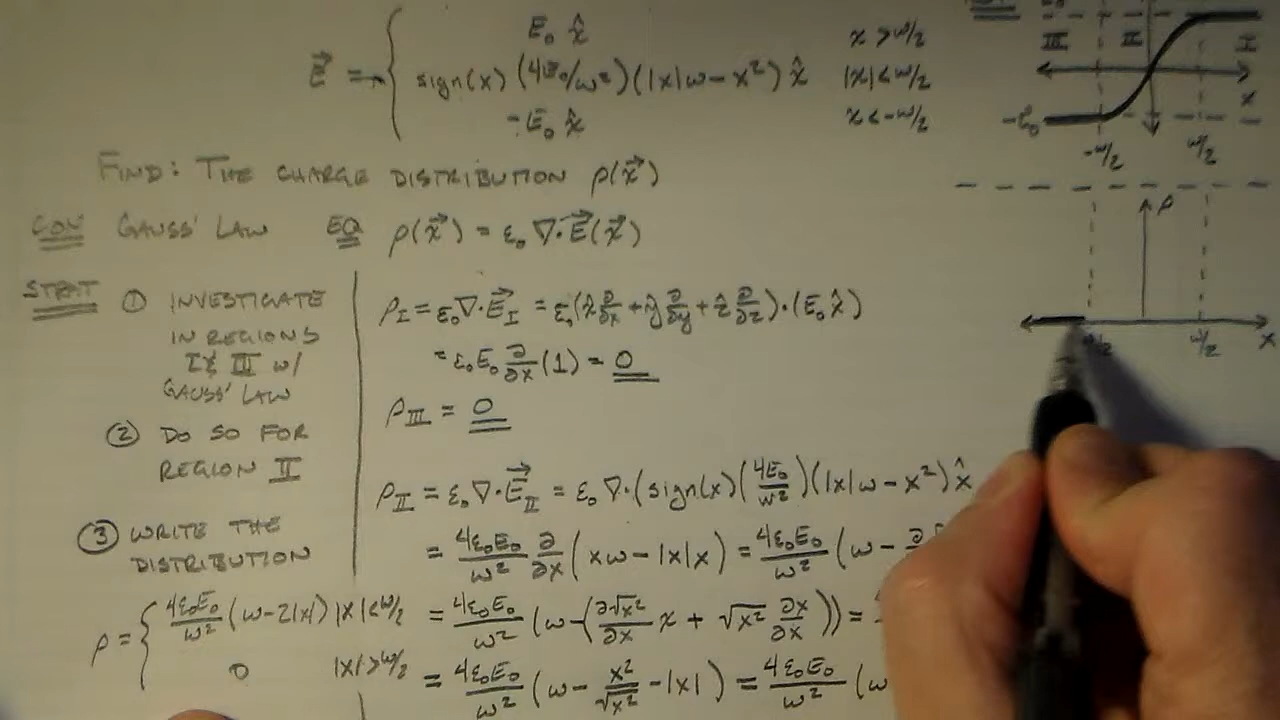 E₀ x̂ x > w/2
E⃗ = { sign(x) (4E₀/w²) (|x|w − x²) x̂ |x| < w/2
−E₀ x̂ x < −w/2
III II I
x
−E₀
−w/2 w/2
FIND: THE CHARGE DISTRIBUTION ρ(x⃗)
CON GAUSS' LAW EQ ρ(x⃗) = ε₀ ∇·E⃗(x⃗)
ρ
w/2 x
STRAT ① INVESTIGATE
IN REGIONS
I & III w/
GAUSS' LAW
② DO SO FOR
REGION II
③ WRITE THE
DISTRIBUTION
ρ = { 4ε₀E₀/w² (w − 2|x|) |x| < w/2
0 |x| > w/2
ρ_I = ε₀ ∇·E⃗_I = ε₀ (x̂ ∂/∂x + ŷ ∂/∂y + ẑ ∂/∂z)·(E₀ x̂)
= ε₀E₀ ∂/∂x (1) = 0
ρ_III = 0
ρ_II = ε₀ ∇·E⃗_II = ε₀ ∇·(sign(x) (4E₀/w²) (|x|w − x²) x̂
= 4ε₀E₀/w² ∂/∂x (xw − |x|x) = 4ε₀E₀/w² (w −
= 4ε₀E₀/w² (w − (∂√x²/∂x x + √x² ∂x/∂x)) =
= 4ε₀E₀/w² (w − x²/√x² − |x|) = 4ε₀E₀/w² (w